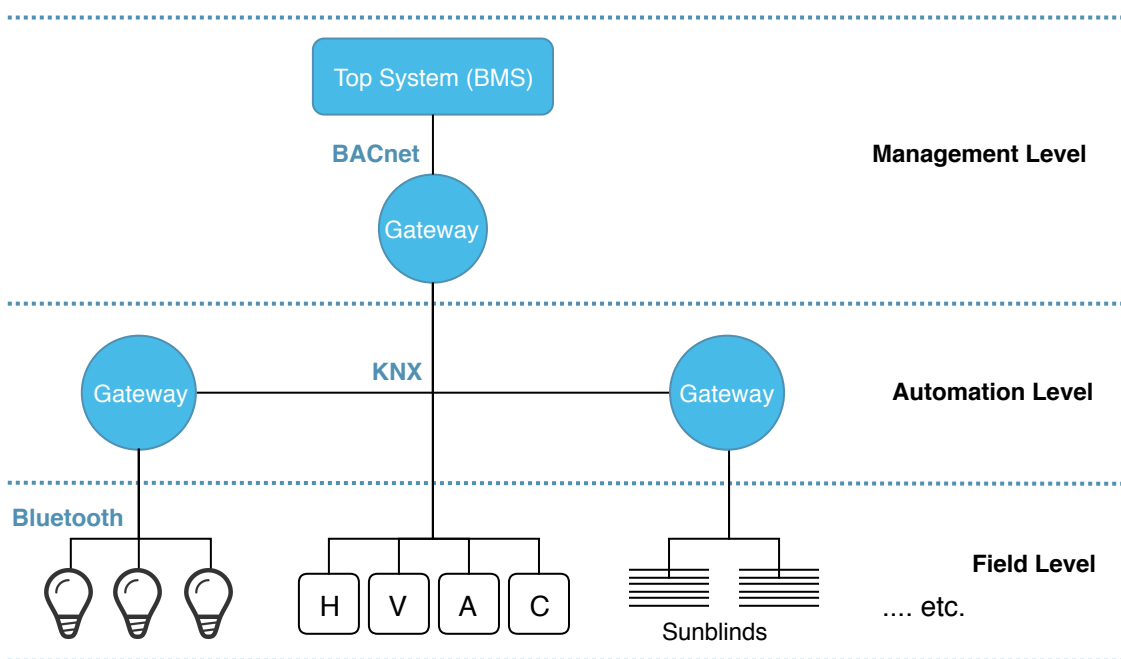 Top System (BMS)
BACnet
Management Level
Gateway
KNX
Gateway
Gateway
Automation Level
Bluetooth
Field Level
H V A C
.... etc.
Sunblinds